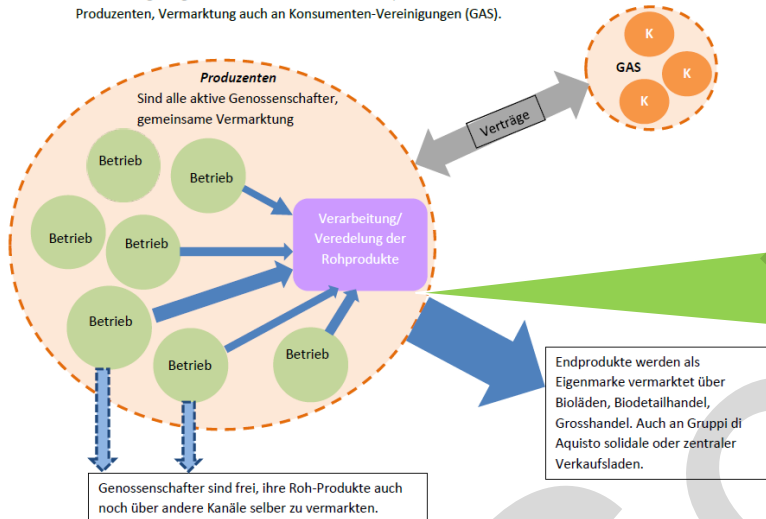 Produzenten, Vermarktung auch an Konsumenten-Vereinigungen (GAS).
Produzenten
Sind alle aktive Genossenschafter,
gemeinsame Vermarktung
Betrieb
Betrieb
Betrieb
Betrieb
Betrieb
Betrieb
Betrieb
Verarbeitung/
Veredelung der
Rohprodukte
Verträge
GAS
K
K
K
Endprodukte werden als
Eigenmarke vermarktet über
Bioläden, Biodetailhandel,
Grosshandel. Auch an Gruppi di
Aquisto solidale oder zentraler
Verkaufsladen.
Genossenschafter sind frei, ihre Roh-Produkte auch
noch über andere Kanäle selber zu vermarkten.